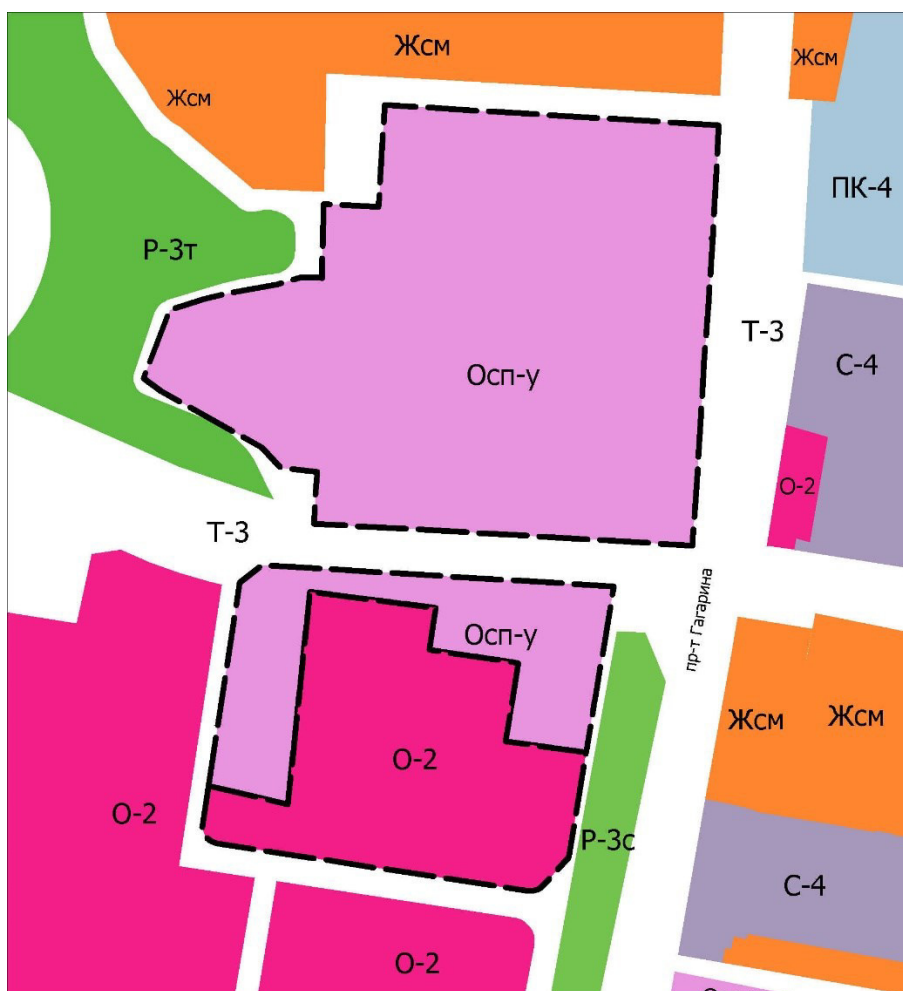 Жсм
Жсм
Жсм
ПК-4
Р-3т
Т-3
Осп-у
С-4
О-2
Т-3
пр-т Гагарина
Осп-у
Жсм
Жсм
О-2
О-2
Р-3с
С-4
О-2